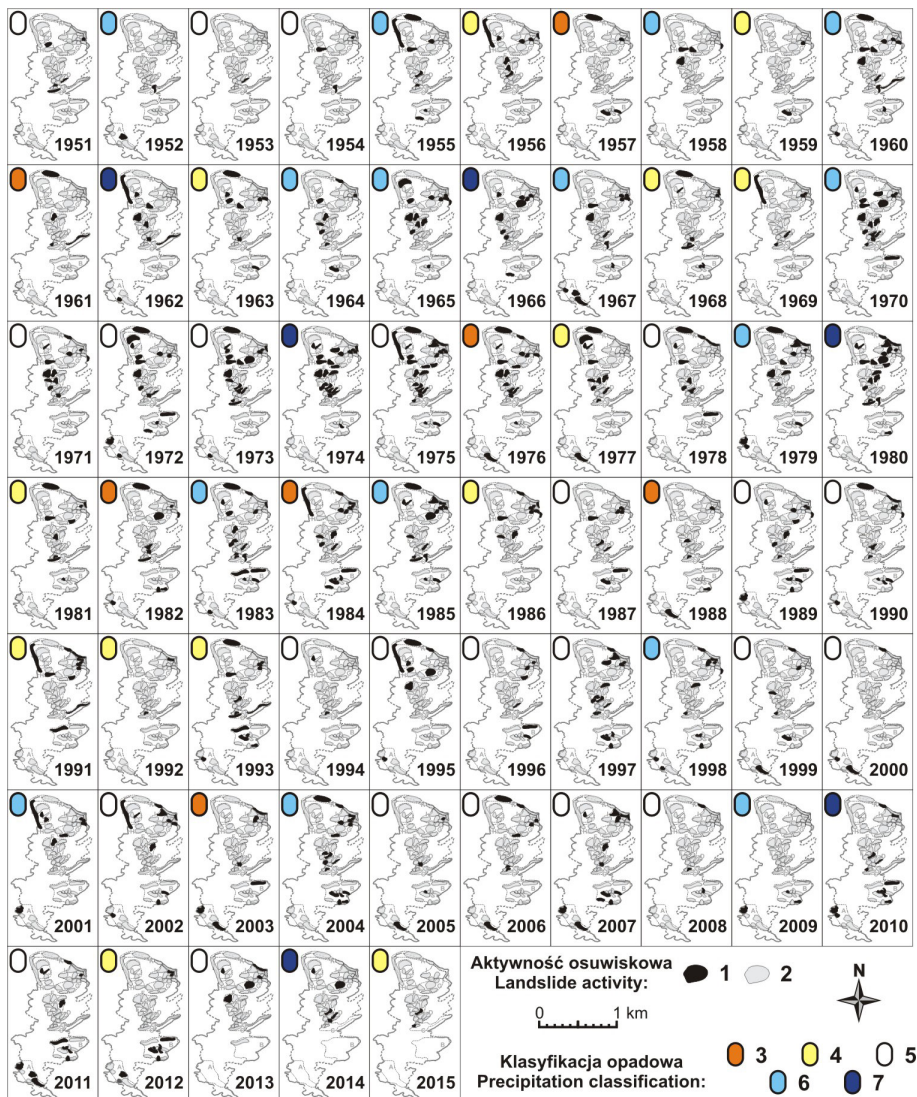 1951 1952 1953 1954 1955 1956 1957 1958 1959 1960
1961 1962 1963 1964 1965 1966 1967 1968 1969 1970
1971 1972 1973 1974 1975 1976 1977 1978 1979 1980
1981 1982 1983 1984 1985 1986 1987 1988 1989 1990
1991 1992 1993 1994 1995 1996 1997 1998 1999 2000
2001 2002 2003 2004 2005 2006 2007 2008 2009 2010
2011 2012 2013 2014 2015
Aktywność osuwiskowa
Landslide activity:
1 2
N
0 1 km
Klasyfikacja opadowa
Precipitation classification:
3 4 5
6 7